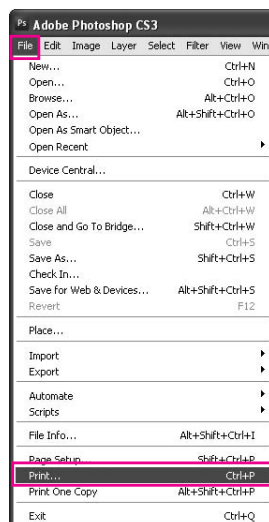 Ps Adobe Photoshop CS3
File Edit Image Layer Select Filter View Win
New... Ctrl+N
Open... Ctrl+O
Browse... Alt+Ctrl+O
Open As... Alt+Shift+Ctrl+O
Open As Smart Object...
Open Recent
Device Central...
Close Ctrl+W
Close All Alt+Ctrl+W
Close and Go To Bridge... Shift+Ctrl+W
Save Ctrl+S
Save As... Shift+Ctrl+S
Check In...
Save for Web & Devices... Alt+Shift+Ctrl+S
Revert F12
Place...
Import
Export
Automate
Scripts
File Info... Alt+Shift+Ctrl+I
Page Setup... Shift+Ctrl+P
Print... Ctrl+P
Print One Copy Alt+Shift+Ctrl+P
Exit Ctrl+Q